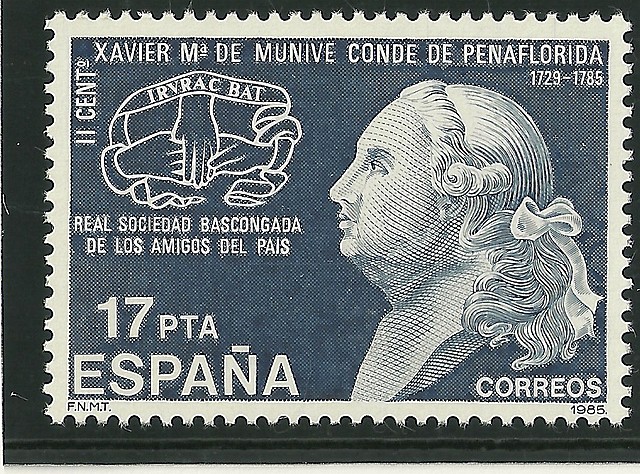 XAVIER Mª DE MUNIVE CONDE DE PEÑAFLORIDA
1729-1785
II CENTº
IRVRAC BAT
REAL SOCIEDAD BASCONGADA
DE LOS AMIGOS DEL PAIS
17 PTA
ESPAÑA
CORREOS
F.N.M.T.
1985.